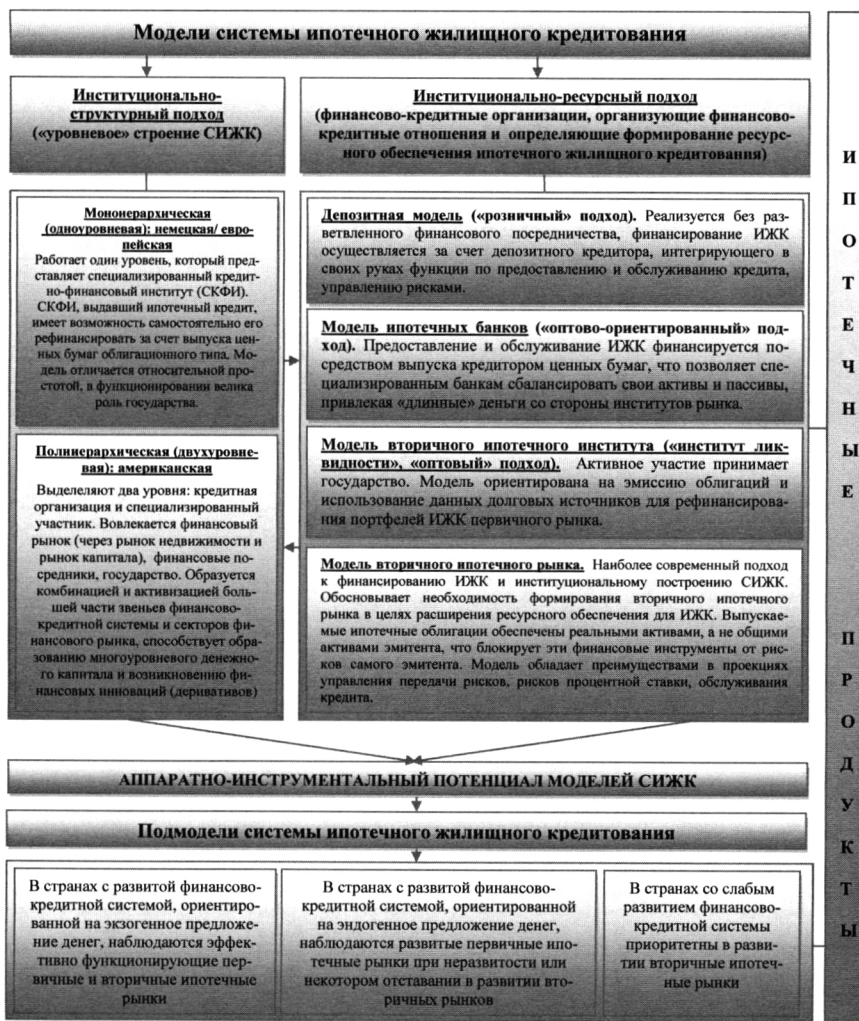 Модели системы ипотечного жилищного кредитования
Институционально-
структурный подход
(«уровневое» строение СИЖК)
Институционально-ресурсный подход
(финансово-кредитные организации, организующие финансово-
кредитные отношения и определяющие формирование ресурс-
ного обеспечения ипотечного жилищного кредитования)
Моноиерархическая
(одноуровневая): немецкая/ евро-
пейская
Работает один уровень, который пред-
ставляет специализированный кредит-
но-финансовый институт (СКФИ).
СКФИ, выдавший ипотечный кредит,
имеет возможность самостоятельно его
рефинансировать за счет выпуска цен-
ных бумаг облигационного типа. Мо-
дель отличается относительной прос-
тотой, в функционировании велика
роль государства.
Полииерархическая (двухуровне-
вая): американская
Выделеляют два уровня: кредитная
организация и специализированный
участник. Вовлекается финансовый
рынок (через рынок недвижимости и
рынок капитала), финансовые по-
средники, государство. Образуется
комбинацией и активизацией боль-
шей части звеньев финансово-
кредитной системы и секторов фи-
нансового рынка, способствует обра-
зованию многоуровневого денежно-
го капитала и возникновению фи-
нансовых инноваций (деривативов)
Депозитная модель («розничный» подход). Реализуется без раз-
ветвленного финансового посредничества, финансирование ИЖК
осуществляется за счет депозитного кредитора, интегрирующего в
своих руках функции по предоставлению и обслуживанию кредита,
управлению рисками.
Модель ипотечных банков («оптово-ориентированный» под-
ход). Предоставление и обслуживание ИЖК финансируется по-
средством выпуска кредитором ценных бумаг, что позволяет спе-
циализированным банкам сбалансировать свои активы и пассивы,
привлекая «длинные» деньги со стороны институтов рынка.
Модель вторичного ипотечного института («институт лик-
видности», «оптовый» подход). Активное участие принимает
государство. Модель ориентирована на эмиссию облигаций и
использование данных долговых источников для рефинансирова-
ния портфелей ИЖК первичного рынка.
Модель вторичного ипотечного рынка. Наиболее современный подход
к финансированию ИЖК и институциональному построению СИЖК.
Обосновывает необходимость формирования вторичного ипотечного
рынка в целях расширения ресурсного обеспечения для ИЖК. Выпускае-
мые ипотечные облигации обеспечены реальными активами, а не общими
активами эмитента, что блокирует эти финансовые инструменты от рис-
ков самого эмитента. Модель обладает преимуществами в проекциях
управления передачи рисков, рисков процентной ставки, обслуживания
кредита.
АППАРАТНО-ИНСТРУМЕНТАЛЬНЫЙ ПОТЕНЦИАЛ МОДЕЛЕЙ СИЖК
Подмодели системы ипотечного жилищного кредитования
В странах с развитой финансово-
кредитной системой, ориентиро-
ванной на экзогенное предложе-
ние денег, наблюдаются эффек-
тивно функционирующие пер-
вичные и вторичные ипотечные
рынки
В странах с развитой финансово-
кредитной системой, ориентированной
на эндогенное предложение денег,
наблюдаются развитые первичные ипо-
течные рынки при неразвитости или
некотором отставании в развитии вто-
ричных рынков
В странах со слабым
развитием финансово-
кредитной системы
приоритетны в разви-
тии вторичные ипотеч-
ные рынки
ИПОТЕЧНЫЕ ПРОДУКТЫ